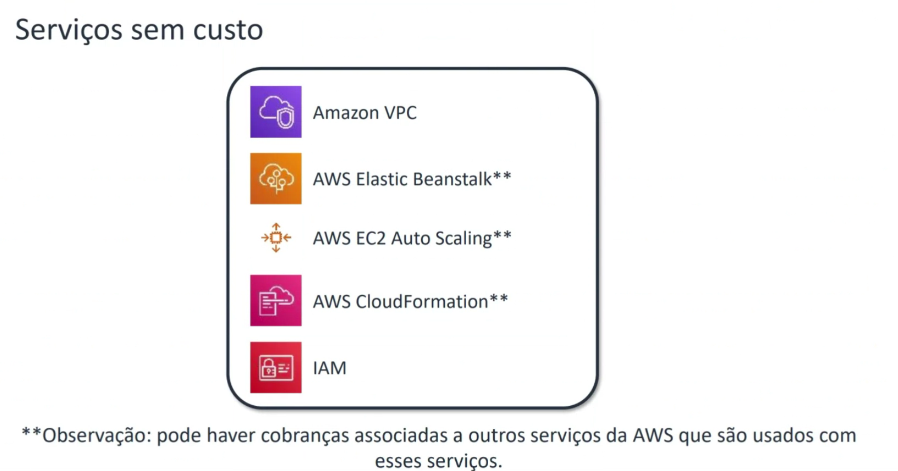 Serviços sem custo
Amazon VPC
AWS Elastic Beanstalk**
AWS EC2 Auto Scaling**
AWS CloudFormation**
IAM
**Observação: pode haver cobranças associadas a outros serviços da AWS que são usados com
esses serviços.